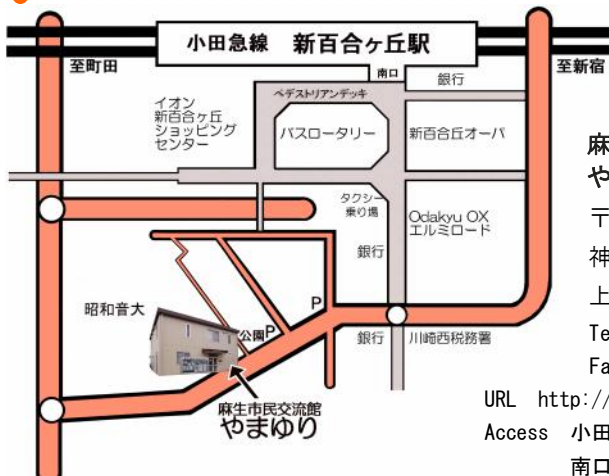 小田急線 新百合ヶ丘駅
至町田
至新宿
南口
銀行
ペデストリアンデッキ
イオン
新百合ヶ丘
ショッピング
センター
バスロータリー
新百合丘オーパ
タクシー
乗り場
Odakyu OX
エルミロード
銀行
昭和音大
P
公園P
銀行
川崎西税務署
麻生市民交流館
やまゆり
麻
や
〒
神
上
Te
Fa
URL http://
Access 小田
南口